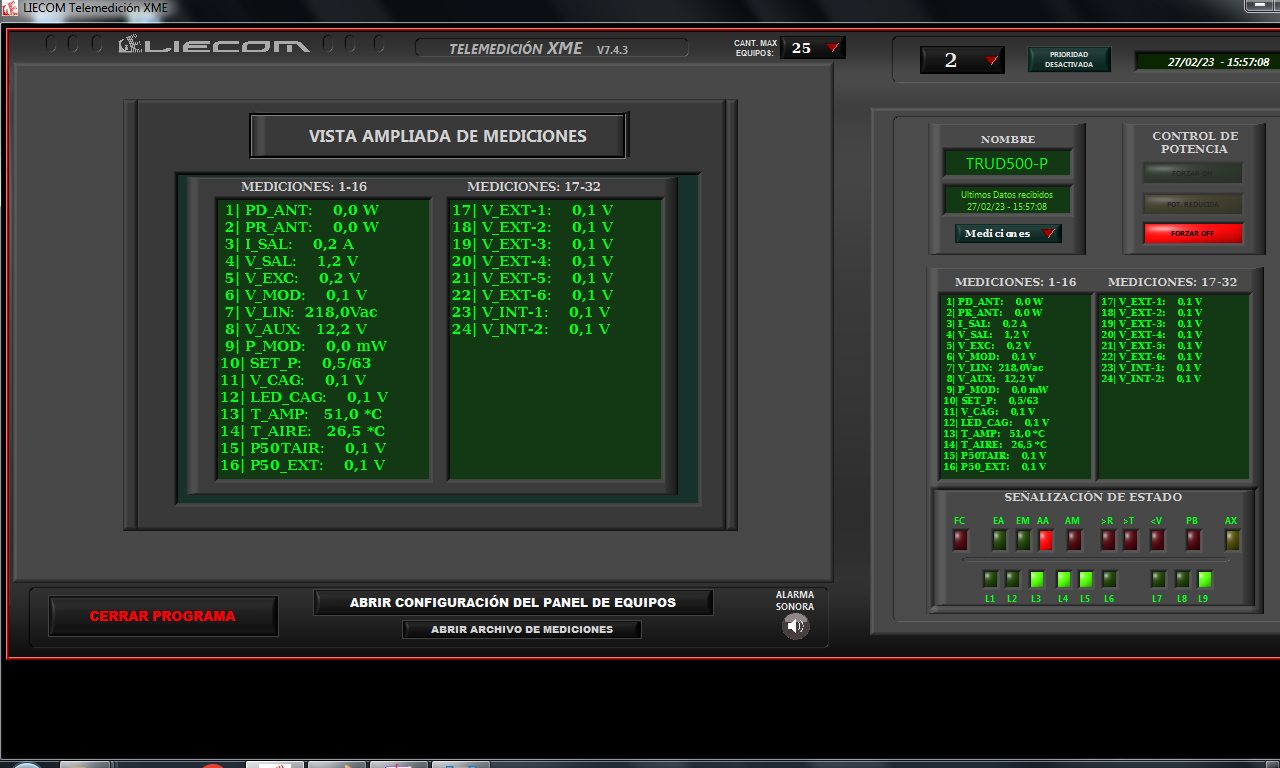 LIECOM Telemedición XME
LIECOM
TELEMEDICIÓN XME V7.4.3
CANT. MAX
EQUIPOS:
25
2
PRIORIDAD
DESACTIVADA
27/02/23 - 15:57:08
VISTA AMPLIADA DE MEDICIONES
MEDICIONES: 1-16
1| PD_ANT: 0,0 W
2| PR_ANT: 0,0 W
3| I_SAL: 0,2 A
4| V_SAL: 1,2 V
5| V_EXC: 0,2 V
6| V_MOD: 0,1 V
7| V_LIN: 218,0Vac
8| V_AUX: 12,2 V
9| P_MOD: 0,0 mW
10| SET_P: 0,5/63
11| V_CAG: 0,1 V
12| LED_CAG: 0,1 V
13| T_AMP: 51,0 *C
14| T_AIRE: 26,5 *C
15| P50TAIR: 0,1 V
16| P50_EXT: 0,1 V
MEDICIONES: 17-32
17| V_EXT-1: 0,1 V
18| V_EXT-2: 0,1 V
19| V_EXT-3: 0,1 V
20| V_EXT-4: 0,1 V
21| V_EXT-5: 0,1 V
22| V_EXT-6: 0,1 V
23| V_INT-1: 0,1 V
24| V_INT-2: 0,1 V
NOMBRE
TRUD500-P
Ultimos Datos recibidos
27/02/23 - 15:57:08
Mediciones
CONTROL DE
POTENCIA
FORZAR ON
POT. REDUCIDA
FORZAR OFF
MEDICIONES: 1-16
1| PD_ANT: 0,0 W
2| PR_ANT: 0,0 W
3| I_SAL: 0,2 A
4| V_SAL: 1,2 V
5| V_EXC: 0,2 V
6| V_MOD: 0,1 V
7| V_LIN: 218,0Vac
8| V_AUX: 12,2 V
9| P_MOD: 0,0 mW
10| SET_P: 0,5/63
11| V_CAG: 0,1 V
12| LED_CAG: 0,1 V
13| T_AMP: 51,0 *C
14| T_AIRE: 26,5 *C
15| P50TAIR: 0,1 V
16| P50_EXT: 0,1 V
MEDICIONES: 17-32
17| V_EXT-1: 0,1 V
18| V_EXT-2: 0,1 V
19| V_EXT-3: 0,1 V
20| V_EXT-4: 0,1 V
21| V_EXT-5: 0,1 V
22| V_EXT-6: 0,1 V
23| V_INT-1: 0,1 V
24| V_INT-2: 0,1 V
SEÑALIZACIÓN DE ESTADO
FC EA EM AA AM >R >T <V PB AX
L1 L2 L3 L4 L5 L6 L7 L8 L9
CERRAR PROGRAMA
ABRIR CONFIGURACIÓN DEL PANEL DE EQUIPOS
ABRIR ARCHIVO DE MEDICIONES
ALARMA
SONORA